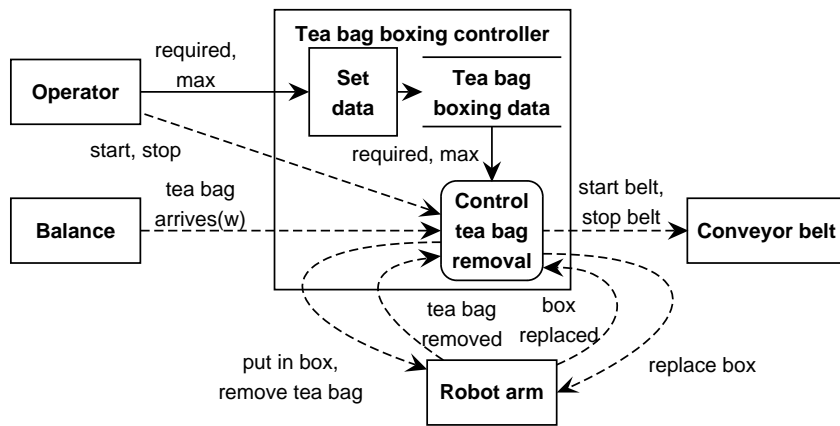 Tea bag boxing controller
required,
max
Operator
Set
data
Tea bag
boxing data
start, stop
required, max
tea bag
arrives(w)
Balance
Control
tea bag
removal
start belt,
stop belt
Conveyor belt
tea bag
removed
box
replaced
put in box,
remove tea bag
replace box
Robot arm